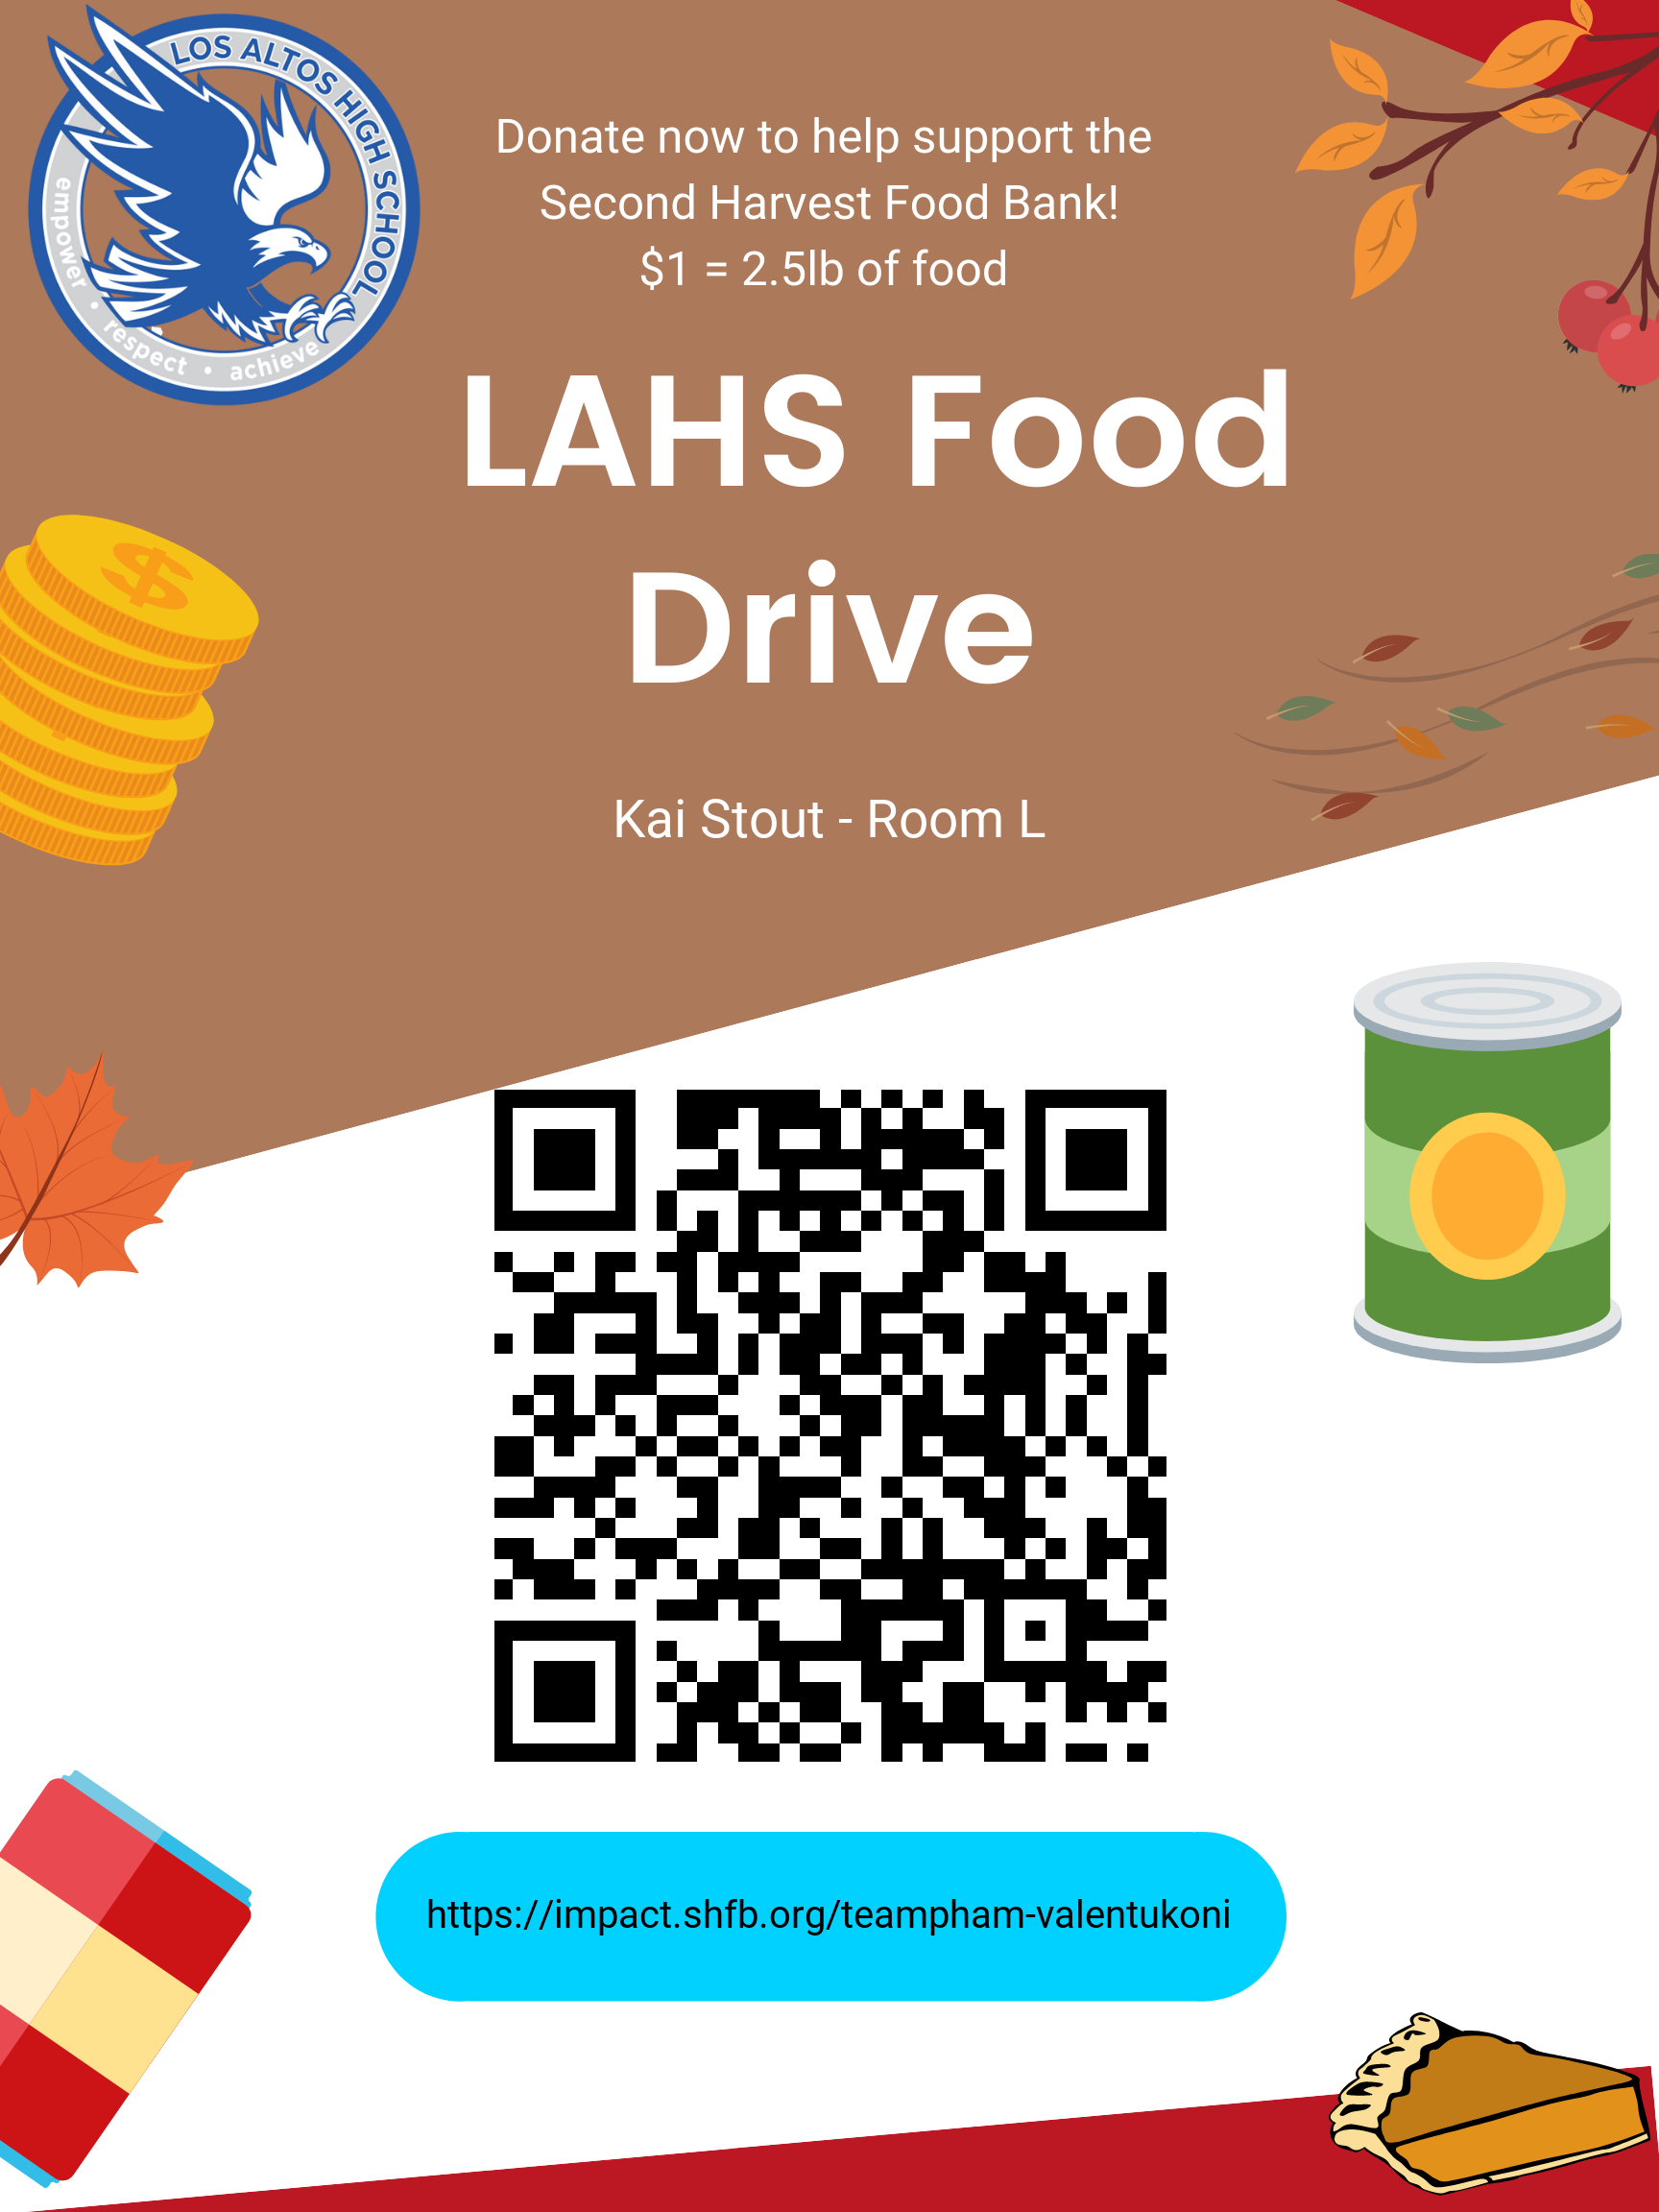 LOS ALTOS HIGH SCHOOL
empower • respect • achieve
Donate now to help support the
Second Harvest Food Bank!
$1 = 2.5lb of food
LAHS Food
Drive
$
Kai Stout - Room L
https://impact.shfb.org/teampham-valentukoni